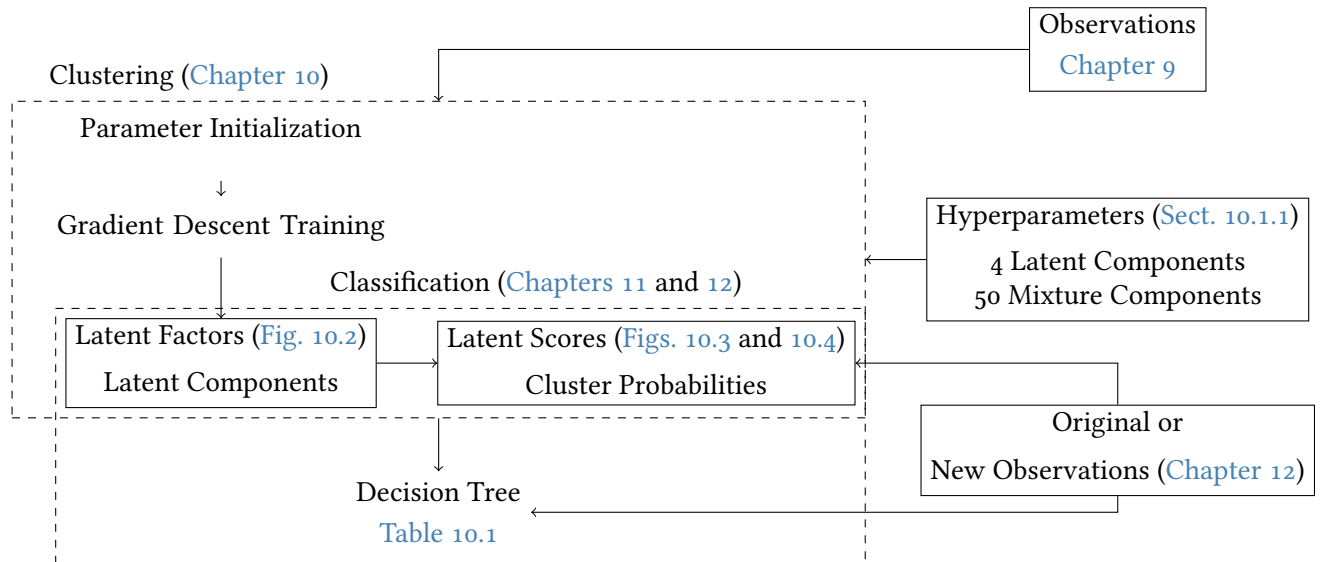 Observations
Chapter 9
Clustering (Chapter 10)
Parameter Initialization
Gradient Descent Training
Hyperparameters (Sect. 10.1.1)
4 Latent Components
50 Mixture Components
Classification (Chapters 11 and 12)
Latent Factors (Fig. 10.2)
Latent Components
Latent Scores (Figs. 10.3 and 10.4)
Cluster Probabilities
Original or
New Observations (Chapter 12)
Decision Tree
Table 10.1